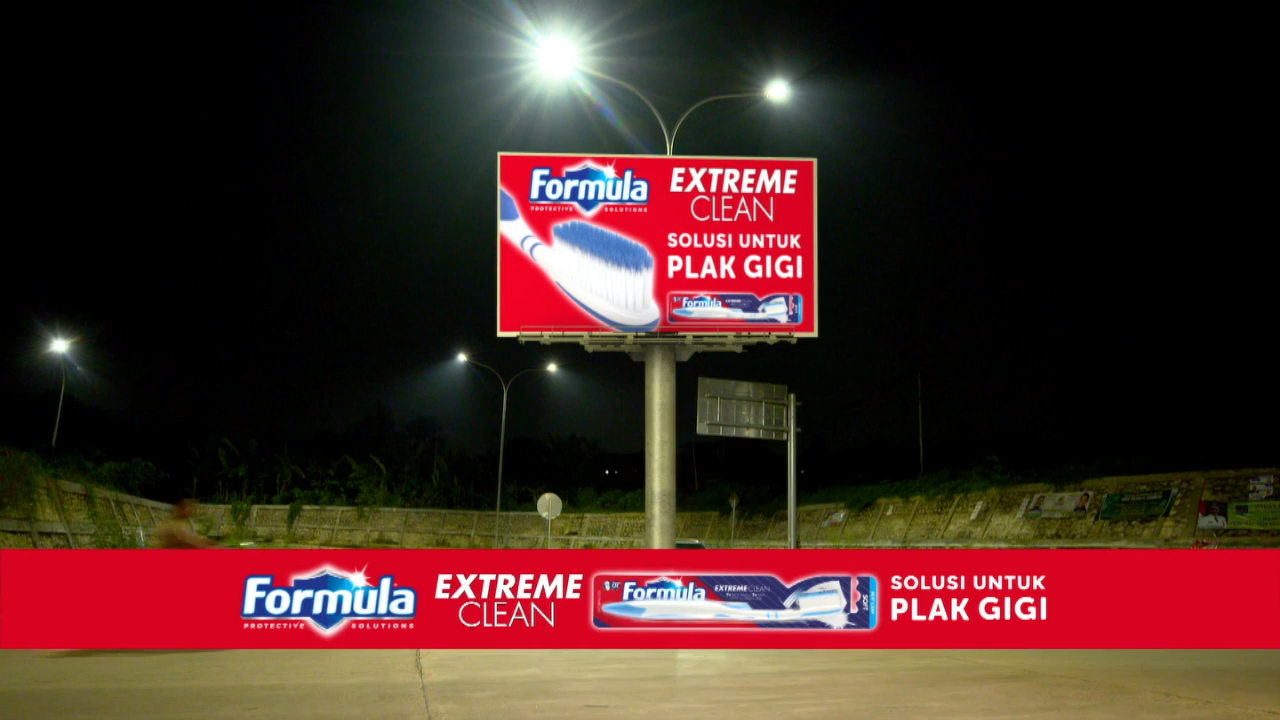 Formula
PROTECTIVE SOLUTIONS
EXTREME
CLEAN
SOLUSI UNTUK
PLAK GIGI
Formula
Formula
PROTECTIVE SOLUTIONS
EXTREME
CLEAN
Formula
EXTREME CLEAN
SOFT
SOLUSI UNTUK
PLAK GIGI